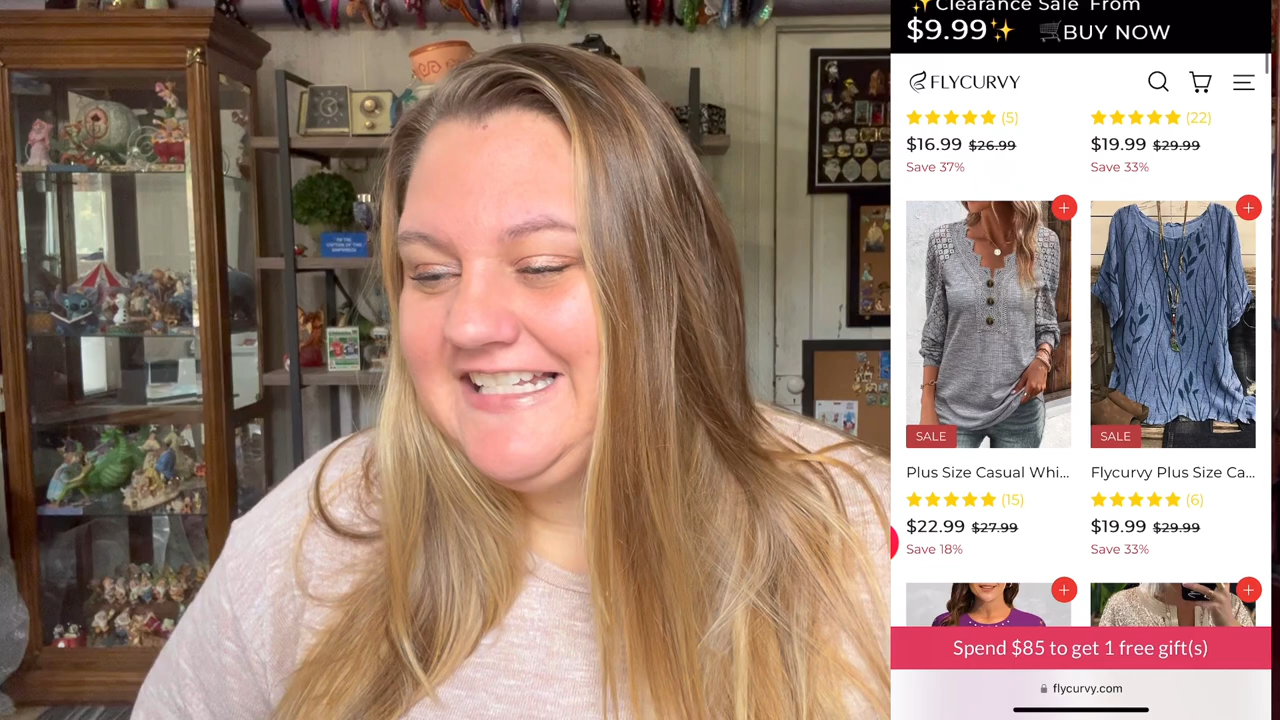 ✨Clearance Sale From
$9.99✨ 🛒BUY NOW
FLYCURVY
★★★★★ (5)
$16.99 $26.99
Save 37%
★★★★★ (22)
$19.99 $29.99
Save 33%
SALE
Plus Size Casual Whi...
★★★★★ (15)
$22.99 $27.99
Save 18%
SALE
Flycurvy Plus Size Ca...
★★★★★ (6)
$19.99 $29.99
Save 33%
Spend $85 to get 1 free gift(s)
flycurvy.com